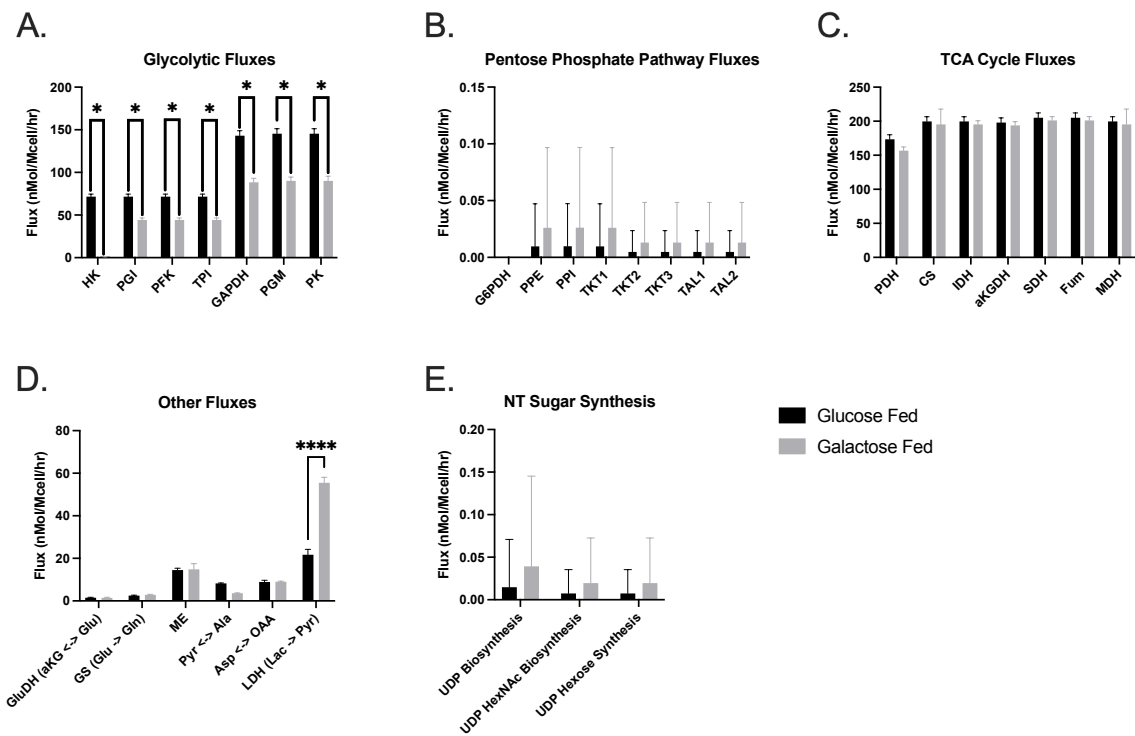 A.
Glycolytic Fluxes
Flux (nMol/Mcell/hr)
200
150
100
50
0
* * * * * * *
HK PGI PFK TPI GAPDH PGM PK
B.
Pentose Phosphate Pathway Fluxes
Flux (nMol/Mcell/hr)
0.15
0.10
0.05
0.00
G6PDH PPE PPI TKT1 TKT2 TKT3 TAL1 TAL2
C.
TCA Cycle Fluxes
Flux (nMol/Mcell/hr)
250
200
150
100
50
0
PDH CS IDH aKGDH SDH Fum MDH
D.
Other Fluxes
Flux (nMol/Mcell/hr)
80
60
40
20
0
****
GluDH (aKG <-> Glu)
GS (Glu -> Gln)
ME
Pyr <-> Ala
Asp <-> OAA
LDH (Lac -> Pyr)
E.
NT Sugar Synthesis
Flux (nMol/Mcell/hr)
0.20
0.15
0.10
0.05
0.00
UDP Biosynthesis
UDP HexNAc Biosynthesis
UDP Hexose Synthesis
Glucose Fed
Galactose Fed